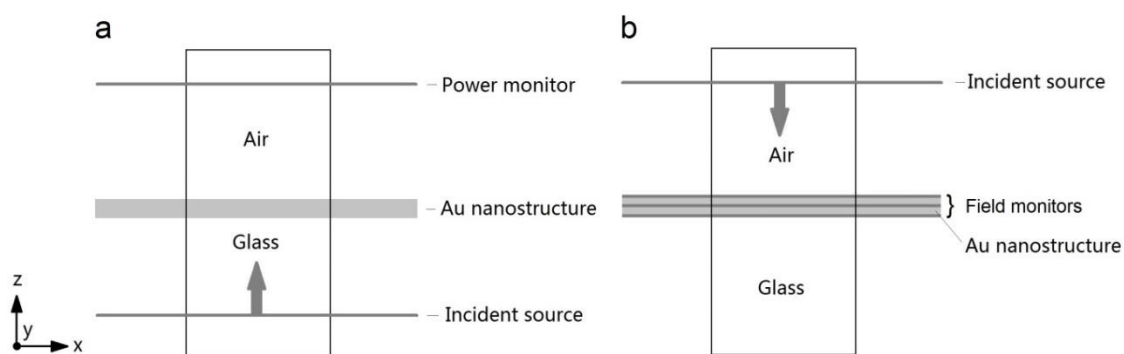 a
Power monitor
Air
Au nanostructure
Glass
Incident source
z
y
x
b
Incident source
Air
} Field monitors
Au nanostructure
Glass